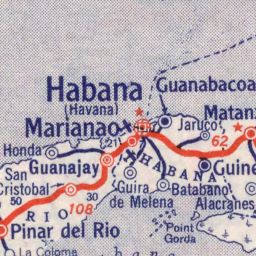 Habana
(Havana)
Guanabacoa
Marianao
Jaruco
Matanz
21
62
Honda
HABANA
Guanajay
San
Cristobal
30
Guira
de Melena
Batabano
Guine
Alacranes
50
RIO
108
Pinar del Rio
Point
Gorda
La Coloma